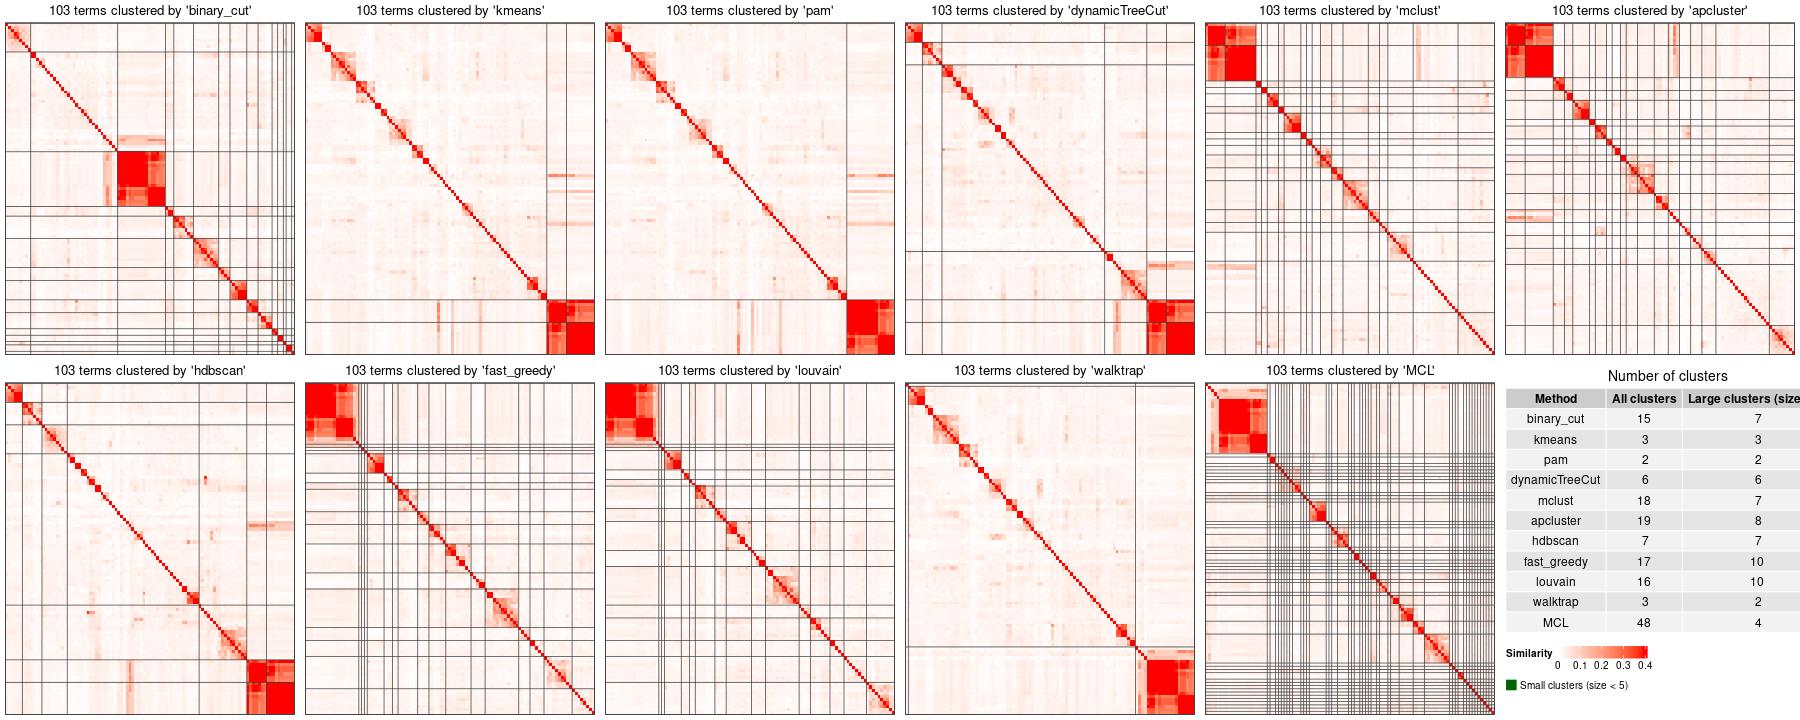 103 terms clustered by 'binary_cut'
103 terms clustered by 'kmeans'
103 terms clustered by 'pam'
103 terms clustered by 'dynamicTreeCut'
103 terms clustered by 'mclust'
103 terms clustered by 'apcluster'
103 terms clustered by 'hdbscan'
103 terms clustered by 'fast_greedy'
103 terms clustered by 'louvain'
103 terms clustered by 'walktrap'
103 terms clustered by 'MCL'
Number of clusters
Method All clusters Large clusters (size
binary_cut 15 7
kmeans 3 3
pam 2 2
dynamicTreeCut 6 6
mclust 18 7
apcluster 19 8
hdbscan 7 7
fast_greedy 17 10
louvain 16 10
walktrap 3 2
MCL 48 4
Similarity
0 0.1 0.2 0.3 0.4
Small clusters (size < 5)